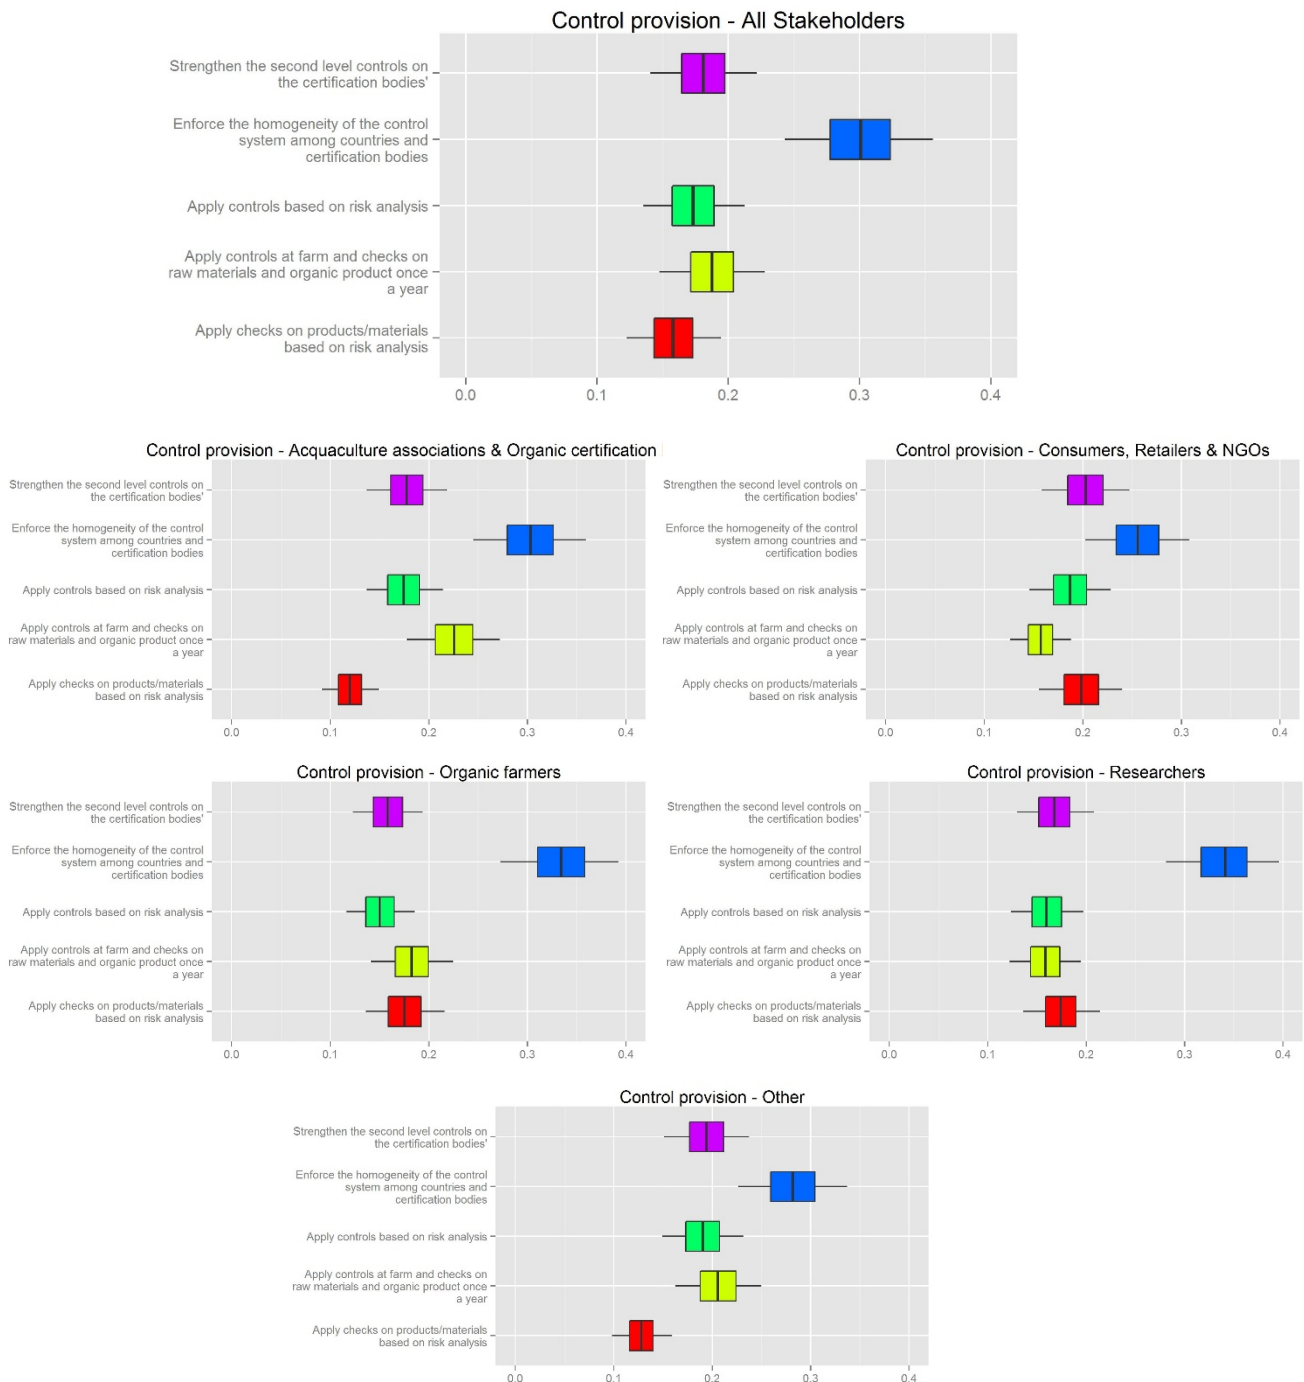 Control provision - All Stakeholders
Strengthen the second level controls on
the certification bodies'
Enforce the homogeneity of the control
system among countries and
certification bodies
Apply controls based on risk analysis
Apply controls at farm and checks on
raw materials and organic product once
a year
Apply checks on products/materials
based on risk analysis
0.0 0.1 0.2 0.3 0.4
Control provision - Acquaculture associations & Organic certification
Strengthen the second level controls on
the certification bodies'
Enforce the homogeneity of the control
system among countries and
certification bodies
Apply controls based on risk analysis
Apply controls at farm and checks on
raw materials and organic product once
a year
Apply checks on products/materials
based on risk analysis
0.0 0.1 0.2 0.3 0.4
Control provision - Consumers, Retailers & NGOs
Strengthen the second level controls on
the certification bodies'
Enforce the homogeneity of the control
system among countries and
certification bodies
Apply controls based on risk analysis
Apply controls at farm and checks on
raw materials and organic product once
a year
Apply checks on products/materials
based on risk analysis
0.0 0.1 0.2 0.3 0.4
Control provision - Organic farmers
Strengthen the second level controls on
the certification bodies'
Enforce the homogeneity of the control
system among countries and
certification bodies
Apply controls based on risk analysis
Apply controls at farm and checks on
raw materials and organic product once
a year
Apply checks on products/materials
based on risk analysis
0.0 0.1 0.2 0.3 0.4
Control provision - Researchers
Strengthen the second level controls on
the certification bodies'
Enforce the homogeneity of the control
system among countries and
certification bodies
Apply controls based on risk analysis
Apply controls at farm and checks on
raw materials and organic product once
a year
Apply checks on products/materials
based on risk analysis
0.0 0.1 0.2 0.3 0.4
Control provision - Other
Strengthen the second level controls on
the certification bodies'
Enforce the homogeneity of the control
system among countries and
certification bodies
Apply controls based on risk analysis
Apply controls at farm and checks on
raw materials and organic product once
a year
Apply checks on products/materials
based on risk analysis
0.0 0.1 0.2 0.3 0.4